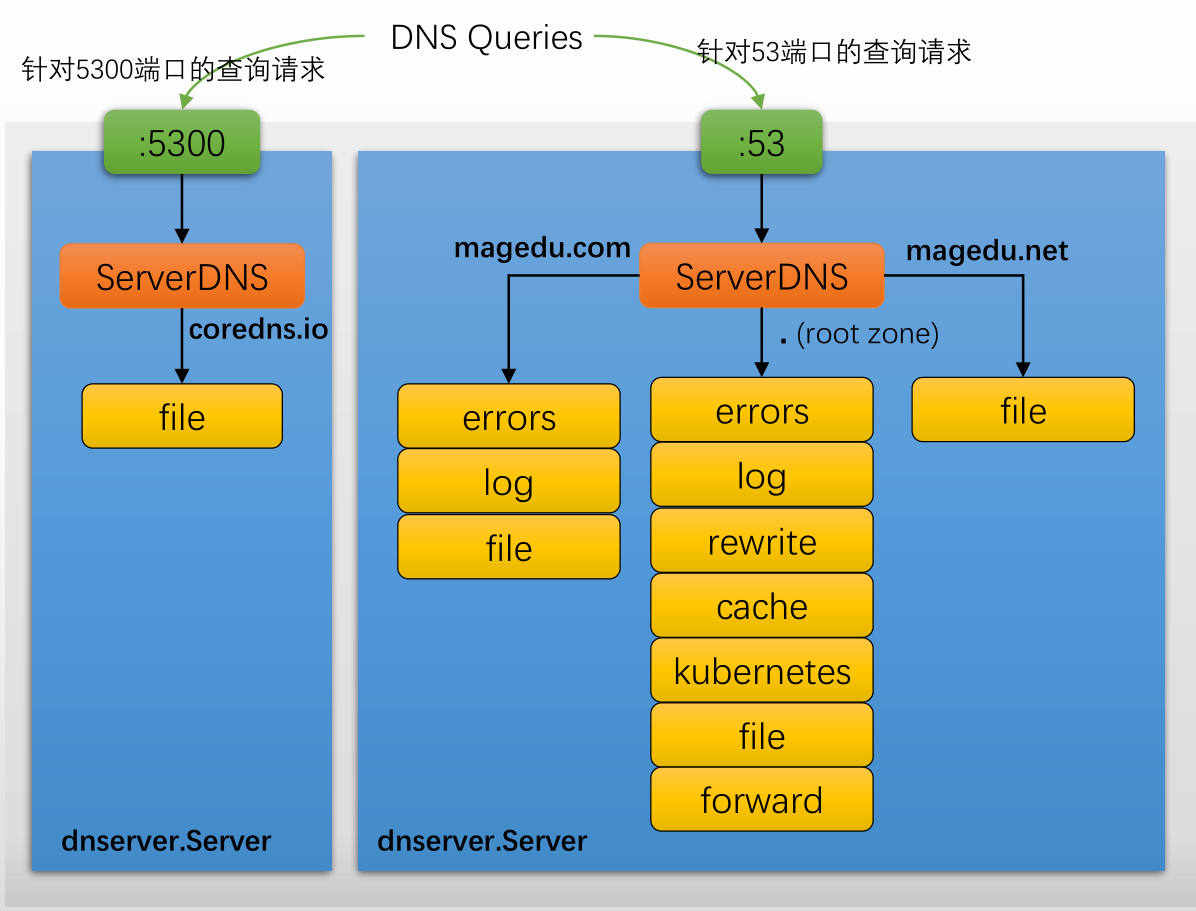 DNS Queries
针对5300端口的查询请求
针对53端口的查询请求
:5300
:53
ServerDNS
coredns.io
file
dnserver.Server
magedu.com
ServerDNS
magedu.net
. (root zone)
errors
log
file
errors
log
rewrite
cache
kubernetes
file
forward
file
dnserver.Server